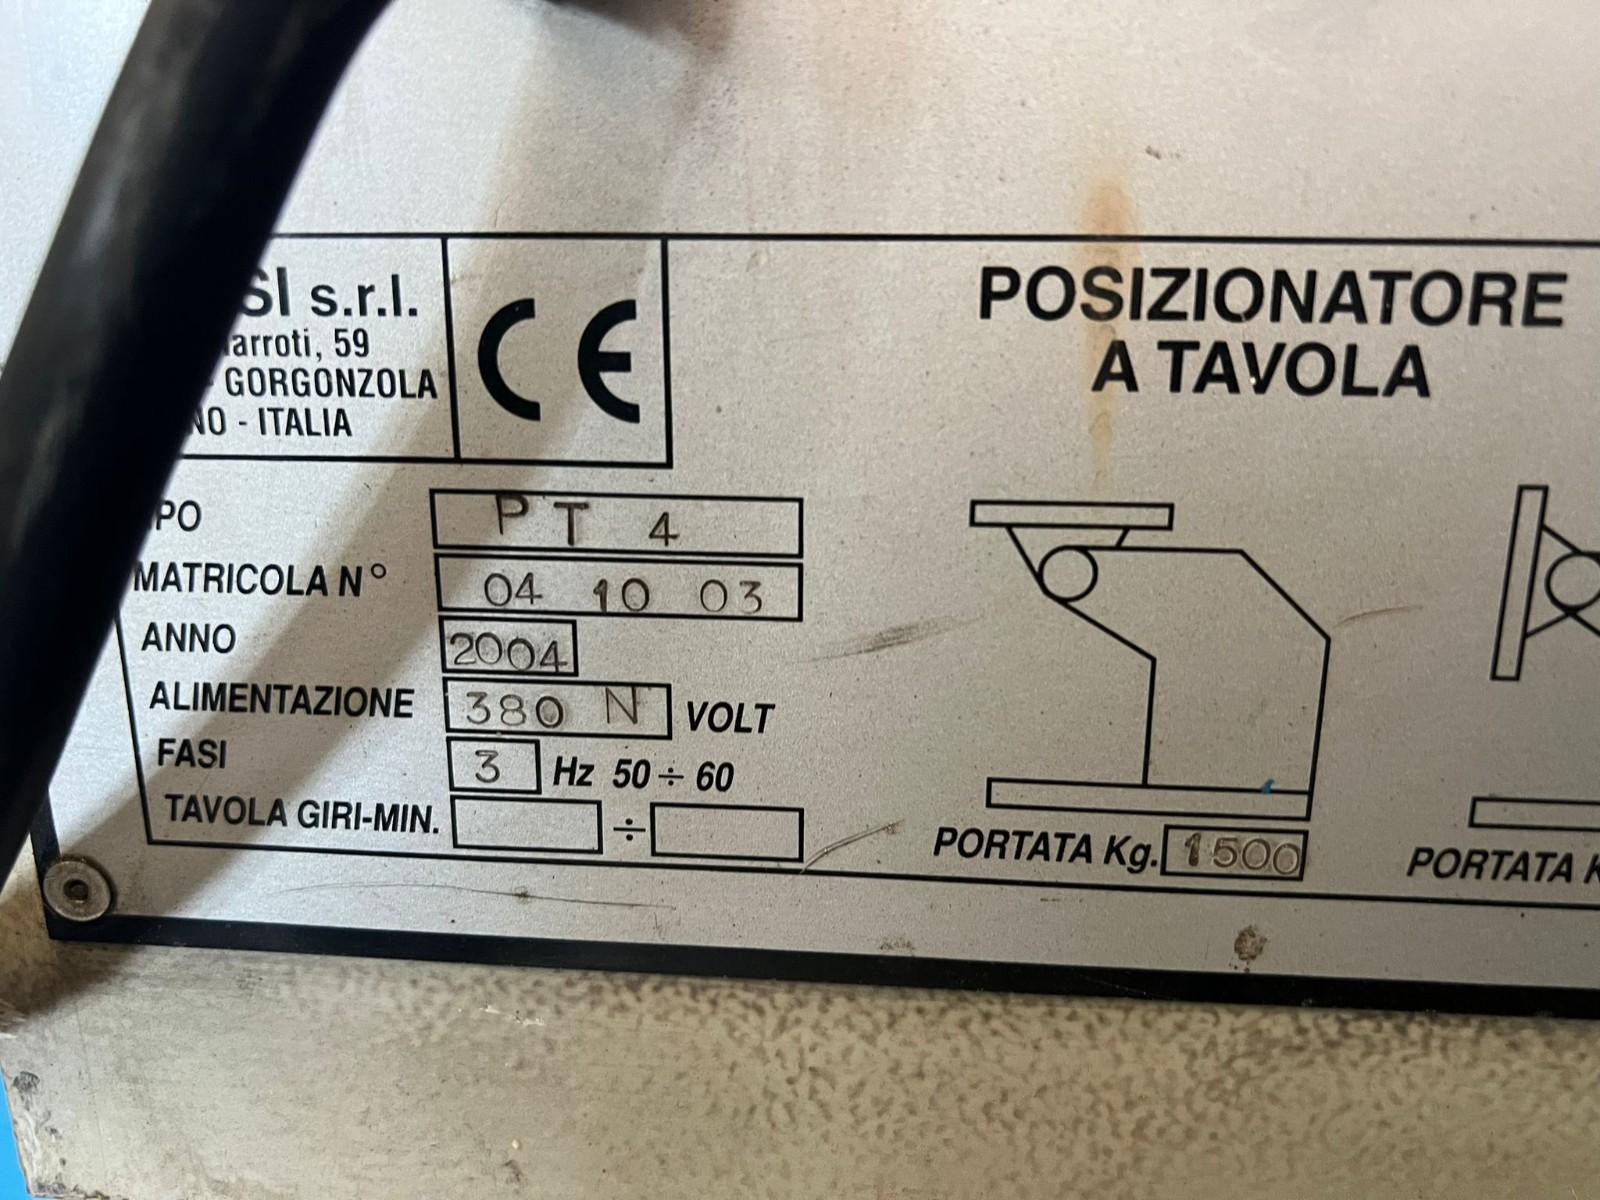 s.r.l.
59
GORGONZOLA
- ITALIA
CE
POSIZIONATORE
A TAVOLA
PT 4
MATRICOLA N° 04 10 03
ANNO 2004
ALIMENTAZIONE 380 N VOLT
FASI 3 Hz 50 ÷ 60
TAVOLA GIRI-MIN. ÷
PORTATA Kg. 1500
PORTATA